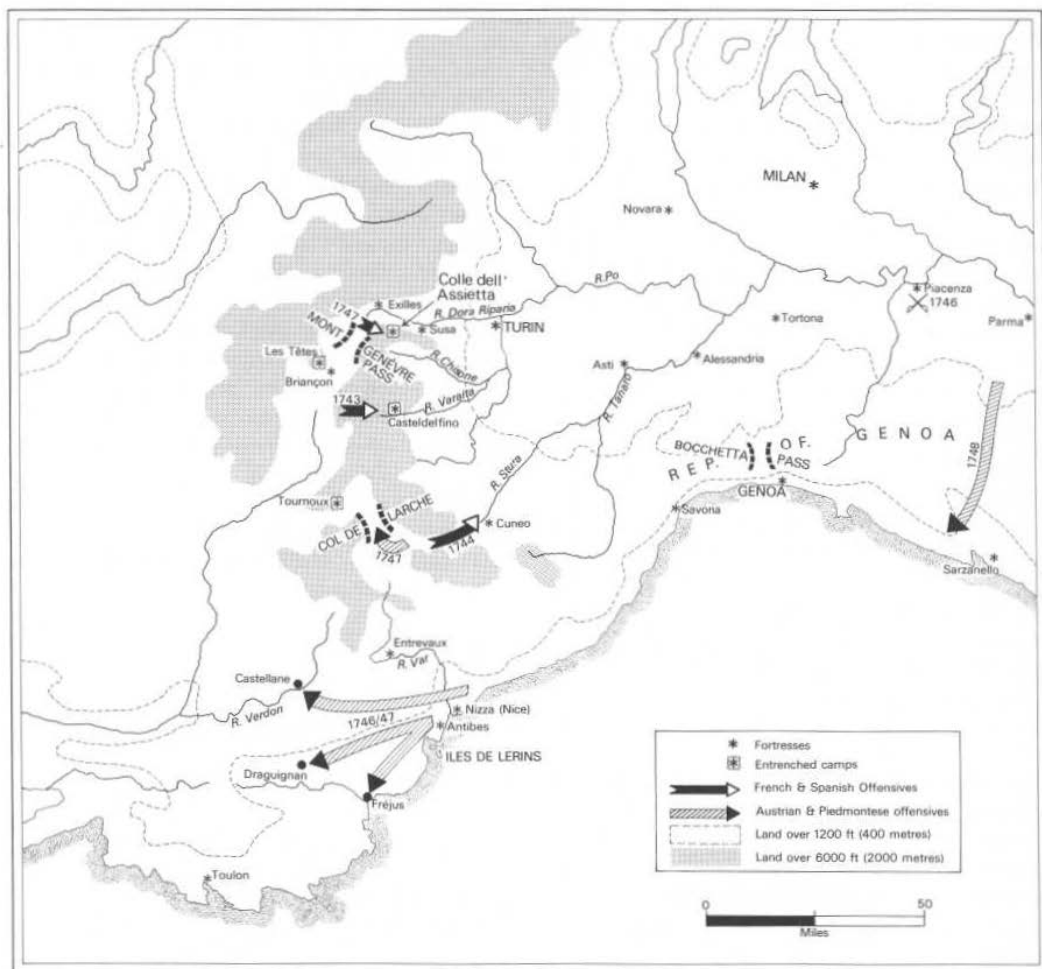 MILAN
Novara
Colle dell'
Assietta
Exilles
1747
R. Dora Riparia
R.Po
Piacenza
1746
Susa
TURIN
Tortona
Parma
MONT
GENÉVRE
PASS
Les Têtes
Briançon
R. Chisone
Asti
Alessandria
1743
R. Varaita
Casteldelfino
R. Tanaro
BOCCHETTA
PASS
REP. OF. GENOA
1748
R. Stura
Tournoux
COL DE
LARCHE
1747
1744
Cuneo
GENOA
Savona
Sarzanello
Entrevaux
R. Var
Castellane
R. Verdon
1746/47
Nizza (Nice)
Antibes
ILES DE LERINS
Draguignan
Fréjus
Toulon
Fortresses
Entrenched camps
French & Spanish Offensives
Austrian & Piedmontese offensives
Land over 1200 ft (400 metres)
Land over 6000 ft (2000 metres)
0 50
Miles